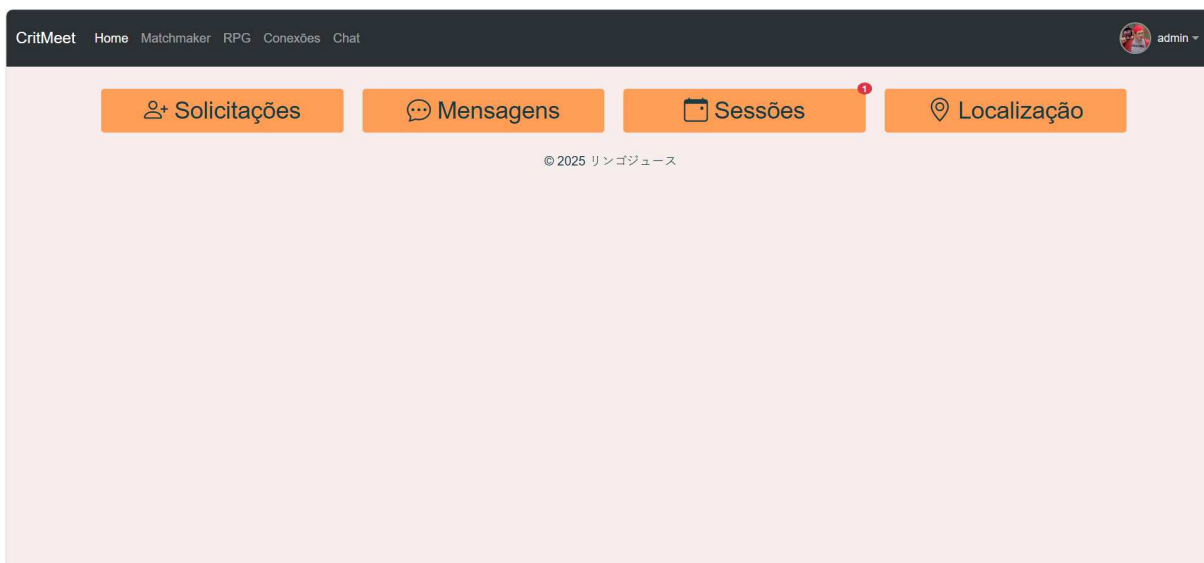 CritMeet Home Matchmaker RPG Conexões Chat admin
Solicitações Mensagens Sessões 1 Localização
© 2025 リンゴジュース